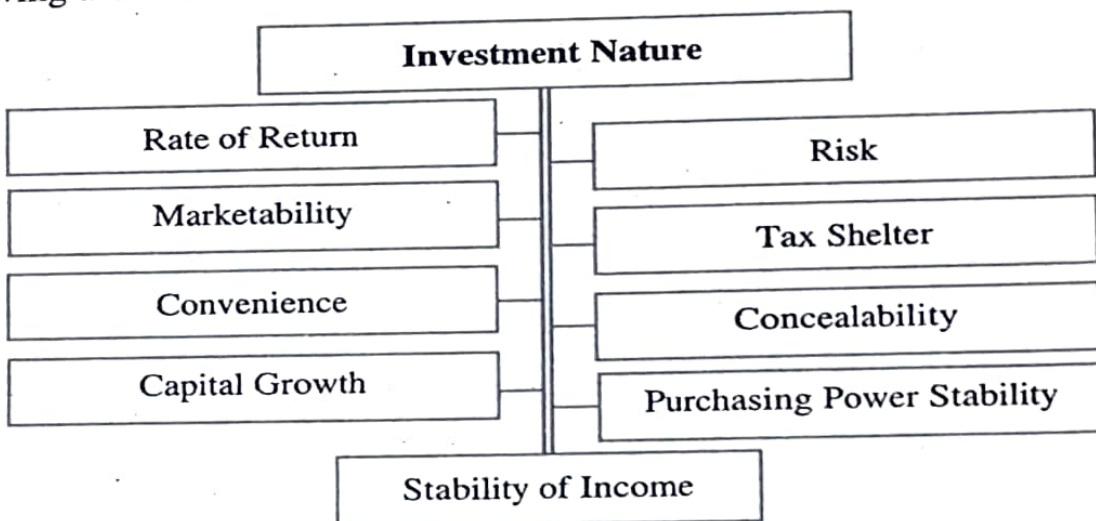 Investment Nature
Rate of Return
Risk
Marketability
Tax Shelter
Convenience
Concealability
Capital Growth
Purchasing Power Stability
Stability of Income